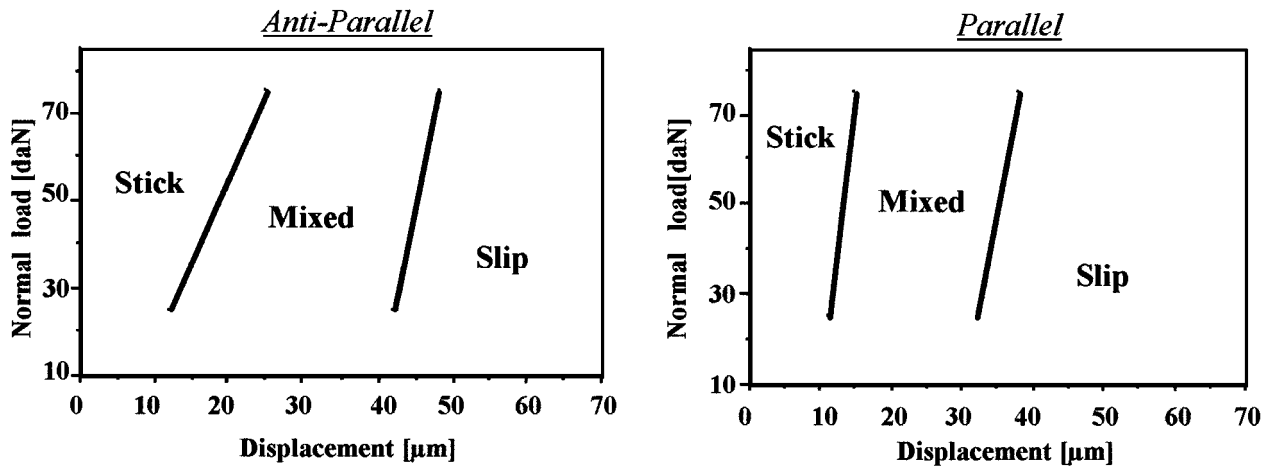 Anti-Parallel
Normal load [daN]
70
50
30
10
Stick
Mixed
Slip
0 10 20 30 40 50 60 70
Displacement [µm]
Parallel
Normal load[daN]
70
50
30
10
Stick
Mixed
Slip
0 10 20 30 40 50 60 70
Displacement [µm]